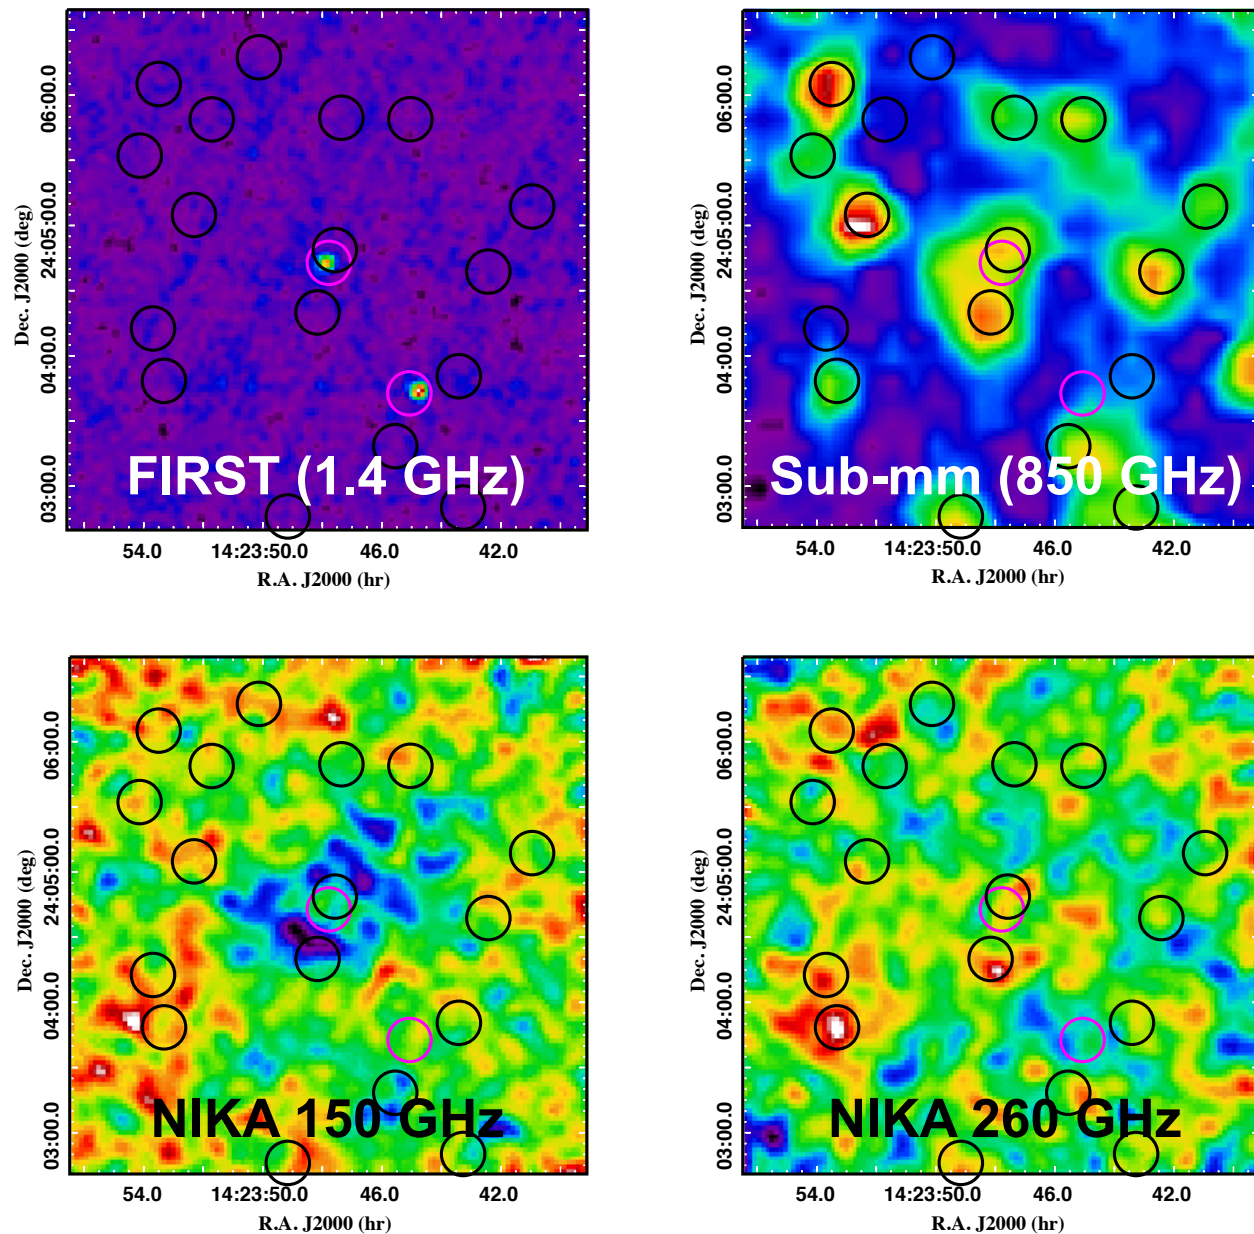 06:00.0
24:05:00.0
04:00.0
03:00.0
Dec. J2000 (deg)
FIRST (1.4 GHz)
54.0 14:23:50.0 46.0 42.0
R.A. J2000 (hr)
06:00.0
24:05:00.0
04:00.0
03:00.0
Dec. J2000 (deg)
Sub-mm (850 GHz)
54.0 14:23:50.0 46.0 42.0
R.A. J2000 (hr)
06:00.0
24:05:00.0
04:00.0
03:00.0
Dec. J2000 (deg)
NIKA 150 GHz
54.0 14:23:50.0 46.0 42.0
R.A. J2000 (hr)
06:00.0
24:05:00.0
04:00.0
03:00.0
Dec. J2000 (deg)
NIKA 260 GHz
54.0 14:23:50.0 46.0 42.0
R.A. J2000 (hr)